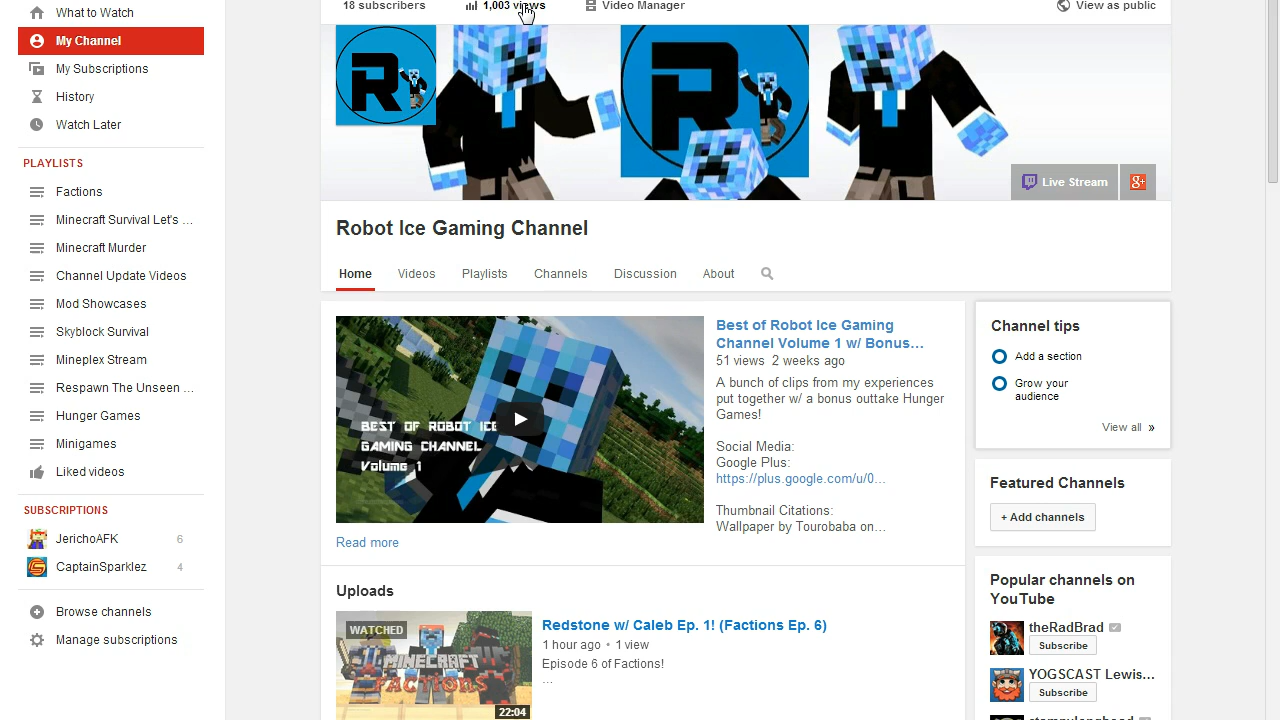 What to Watch
My Channel
My Subscriptions
History
Watch Later
PLAYLISTS
Factions
Minecraft Survival Let's ...
Minecraft Murder
Channel Update Videos
Mod Showcases
Skyblock Survival
Mineplex Stream
Respawn The Unseen ...
Hunger Games
Minigames
Liked videos
SUBSCRIPTIONS
JerichoAFK 6
CaptainSparklez 4
Browse channels
Manage subscriptions
18 subscribers
1,003 views
Video Manager
View as public
R
R
Live Stream
g+
Robot Ice Gaming Channel
Home
Videos
Playlists
Channels
Discussion
About
BEST OF ROBOT ICE
GAMING CHANNEL
Volume 1
Best of Robot Ice Gaming
Channel Volume 1 w/ Bonus...
51 views 2 weeks ago
A bunch of clips from my experiences
put together w/ a bonus outtake Hunger
Games!
Social Media:
Google Plus:
https://plus.google.com/u/0...
Thumbnail Citations:
Wallpaper by Tourobaba on...
Read more
Uploads
WATCHED
MINECRAFT
FACTIONS
22:04
Redstone w/ Caleb Ep. 1! (Factions Ep. 6)
1 hour ago • 1 view
Episode 6 of Factions!
...
Channel tips
Add a section
Grow your
audience
View all »
Featured Channels
+ Add channels
Popular channels on
YouTube
theRadBrad
Subscribe
YOGSCAST Lewis...
Subscribe